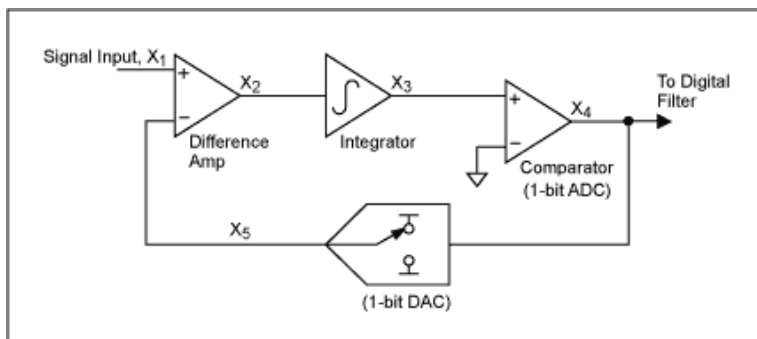 Signal Input, X1
+
−
X2
Difference
Amp
X3
Integrator
+
−
X4
Comparator
(1-bit ADC)
To Digital
Filter
X5
(1-bit DAC)